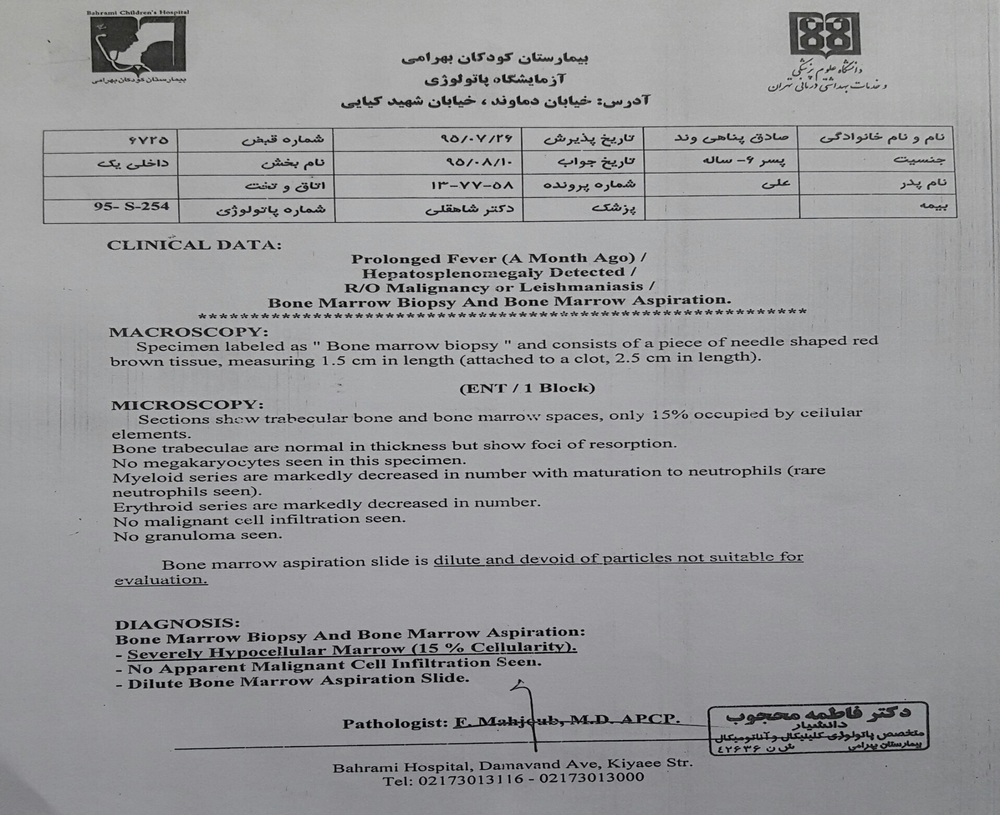 Bahrami Children's Hospital
بیمارستان کودکان بهرامی
دانشگاه علوم پزشکی
و خدمات بهداشتی درمانی تهران
بیمارستان کودکان بهرامی
آزمایشگاه پاتولوژی
آدرس: خیابان دماوند ، خیابان شهید کیایی
نام و نام خانوادگی صادق پناهی وند تاریخ پذیرش ۹۵/۰۷/۲۶ شماره قبض ۶۷۲۵
جنسیت پسر ۶- ساله تاریخ جواب ۹۵/۰۸/۱۰ نام بخش داخلی یک
نام پدر علی شماره پرونده ۱۳-۷۷-۵۸ اتاق و تخت
بیمه پزشک دکتر شاهقلی شماره پاتولوژی 95- S-254
CLINICAL DATA:
Prolonged Fever (A Month Ago) /
Hepatosplenomegaly Detected /
R/O Malignancy or Leishmaniasis /
Bone Marrow Biopsy And Bone Marrow Aspiration.
**********************************************************
MACROSCOPY:
Specimen labeled as " Bone marrow biopsy " and consists of a piece of needle shaped red
brown tissue, measuring 1.5 cm in length (attached to a clot, 2.5 cm in length).
(ENT / 1 Block)
MICROSCOPY:
Sections show trabecular bone and bone marrow spaces, only 15% occupied by cellular
elements.
Bone trabeculae are normal in thickness but show foci of resorption.
No megakaryocytes seen in this specimen.
Myeloid series are markedly decreased in number with maturation to neutrophils (rare
neutrophils seen).
Erythroid series are markedly decreased in number.
No malignant cell infiltration seen.
No granuloma seen.
Bone marrow aspiration slide is dilute and devoid of particles not suitable for
evaluation.
DIAGNOSIS:
Bone Marrow Biopsy And Bone Marrow Aspiration:
- Severely Hypocellular Marrow (15 % Cellularity).
- No Apparent Malignant Cell Infiltration Seen.
- Dilute Bone Marrow Aspiration Slide.
Pathologist: F. Mahjoub, M.D. APCP.
دکتر فاطمه محجوب
دانشیار
متخصص پاتولوژی کلینیکال و آناتومیکال
بیمارستان بهرامی ش ن ۴۲۶۳۶
Bahrami Hospital, Damavand Ave, Kiyaee Str.
Tel: 02173013116 - 02173013000